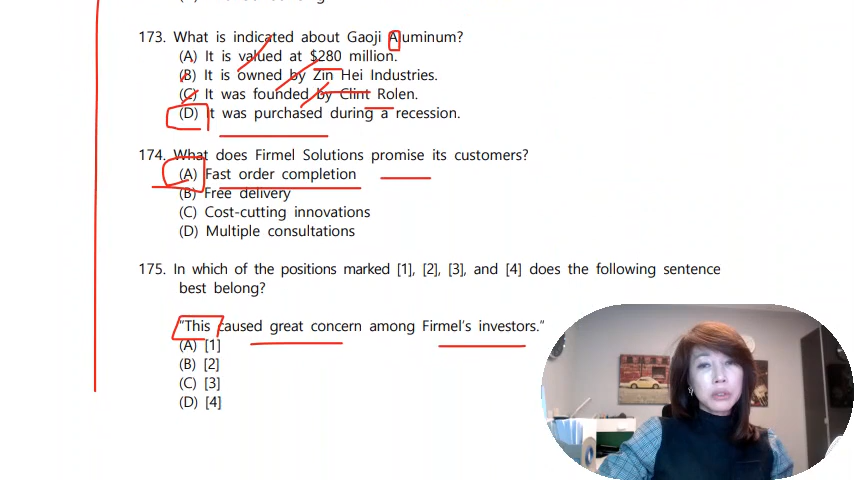 173. What is indicated about Gaoji Aluminum?
(A) It is valued at $280 million.
(B) It is owned by Zin Hei Industries.
(C) It was founded by Clint Rolen.
(D) It was purchased during a recession.
174. What does Firmel Solutions promise its customers?
(A) Fast order completion
(B) Free delivery
(C) Cost-cutting innovations
(D) Multiple consultations
175. In which of the positions marked [1], [2], [3], and [4] does the following sentence
best belong?
"This caused great concern among Firmel's investors."
(A) [1]
(B) [2]
(C) [3]
(D) [4]